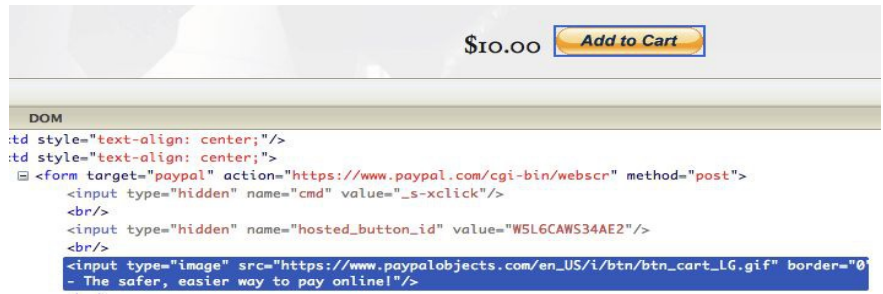 $10.00 Add to Cart
DOM
td style="text-align: center;"/>
td style="text-align: center;">
<form target="paypal" action="https://www.paypal.com/cgi-bin/webscr" method="post">
<input type="hidden" name="cmd" value="_s-xclick"/>
<br/>
<input type="hidden" name="hosted_button_id" value="W5L6CAWS34AE2"/>
<br/>
<input type="image" src="https://www.paypalobjects.com/en_US/i/btn/btn_cart_LG.gif" border="0"
- The safer, easier way to pay online!"/>